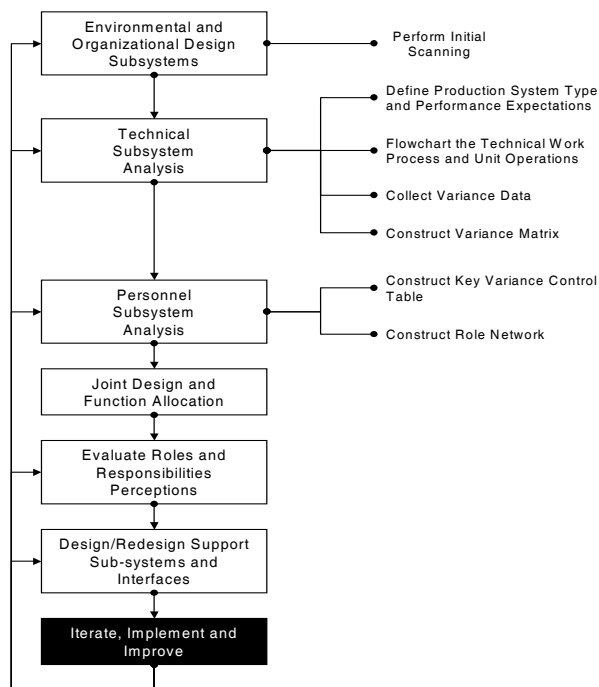 Environmental and
Organizational Design
Subsystems
Perform Initial
Scanning
Technical
Subsystem
Analysis
Define Production System Type
and Performance Expectations
Flowchart the Technical Work
Process and Unit Operations
Collect Variance Data
Construct Variance Matrix
Personnel
Subsystem
Analysis
Construct Key Variance Control
Table
Construct Role Network
Joint Design and
Function Allocation
Evaluate Roles and
Responsibilities
Perceptions
Design/Redesign Support
Sub-systems and
Interfaces
Iterate, Implement and
Improve